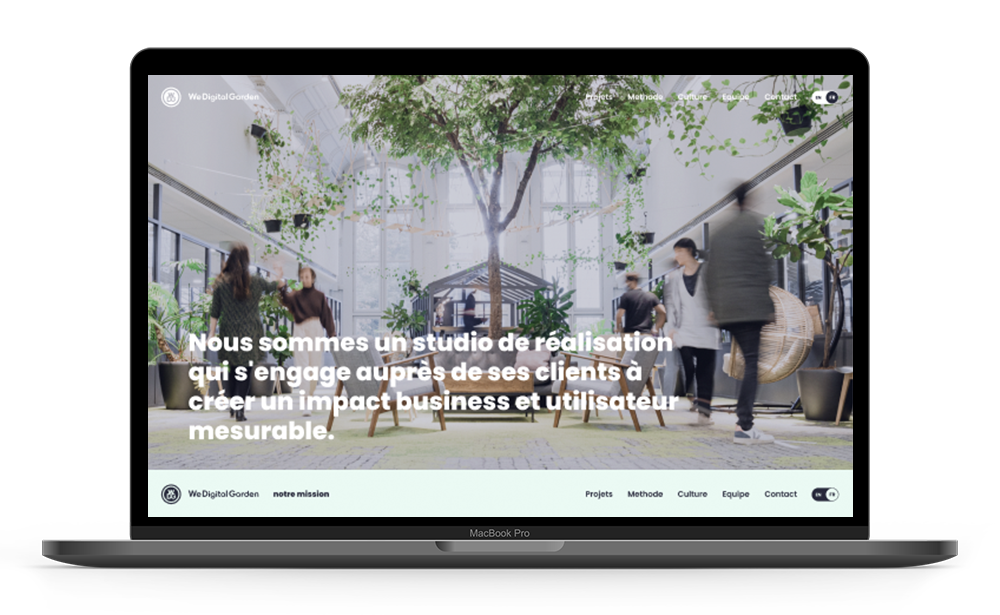 WeDigitalGarden
Projets Methode Culture Equipe Contact EN FR
Nous sommes un studio de réalisation
qui s'engage auprès de ses clients à
créer un impact business et utilisateur
mesurable.
WeDigitalGarden notre mission
Projets Methode Culture Equipe Contact EN FR
MacBook Pro